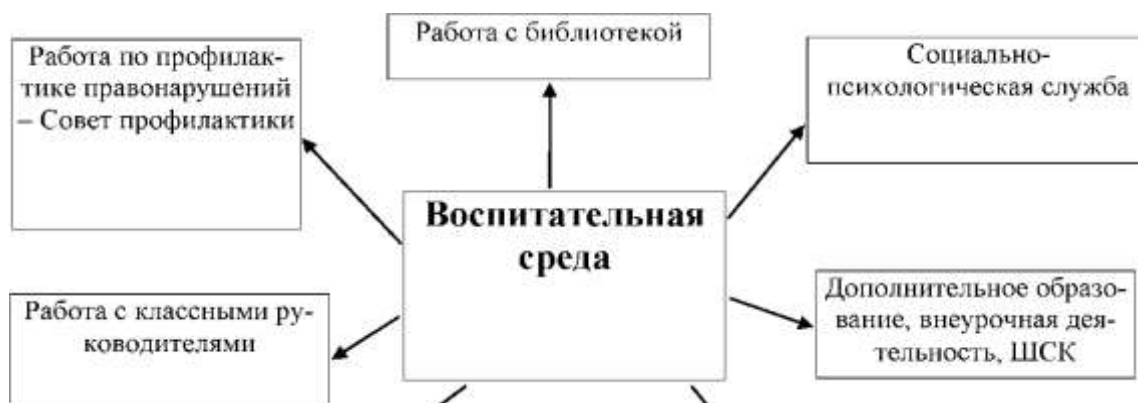 Работа с библиотекой
Работа по профилак-
тике правонарушений
– Совет профилактики
Социально-
психологическая служба
Воспитательная
среда
Работа с классными ру-
ководителями
Дополнительное образо-
вание, внеурочная дея-
тельность, ШСК